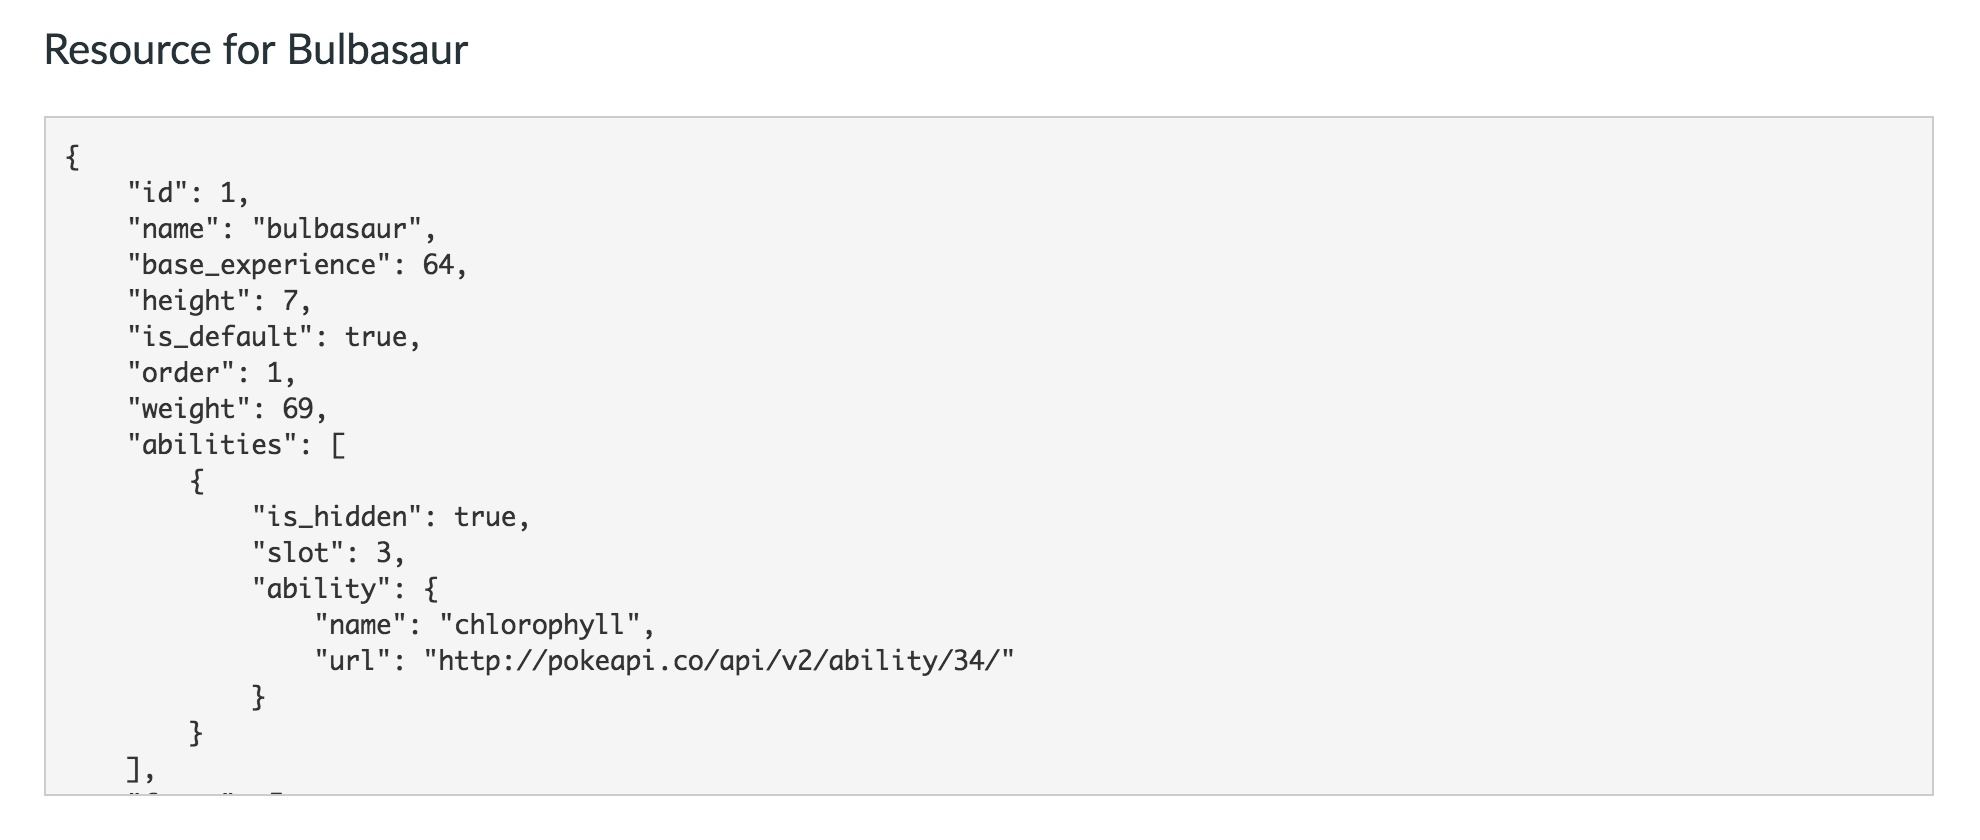 Resource for Bulbasaur
{
    "id": 1,
    "name": "bulbasaur",
    "base_experience": 64,
    "height": 7,
    "is_default": true,
    "order": 1,
    "weight": 69,
    "abilities": [
        {
            "is_hidden": true,
            "slot": 3,
            "ability": {
                "name": "chlorophyll",
                "url": "http://pokeapi.co/api/v2/ability/34/"
            }
        }
    ],